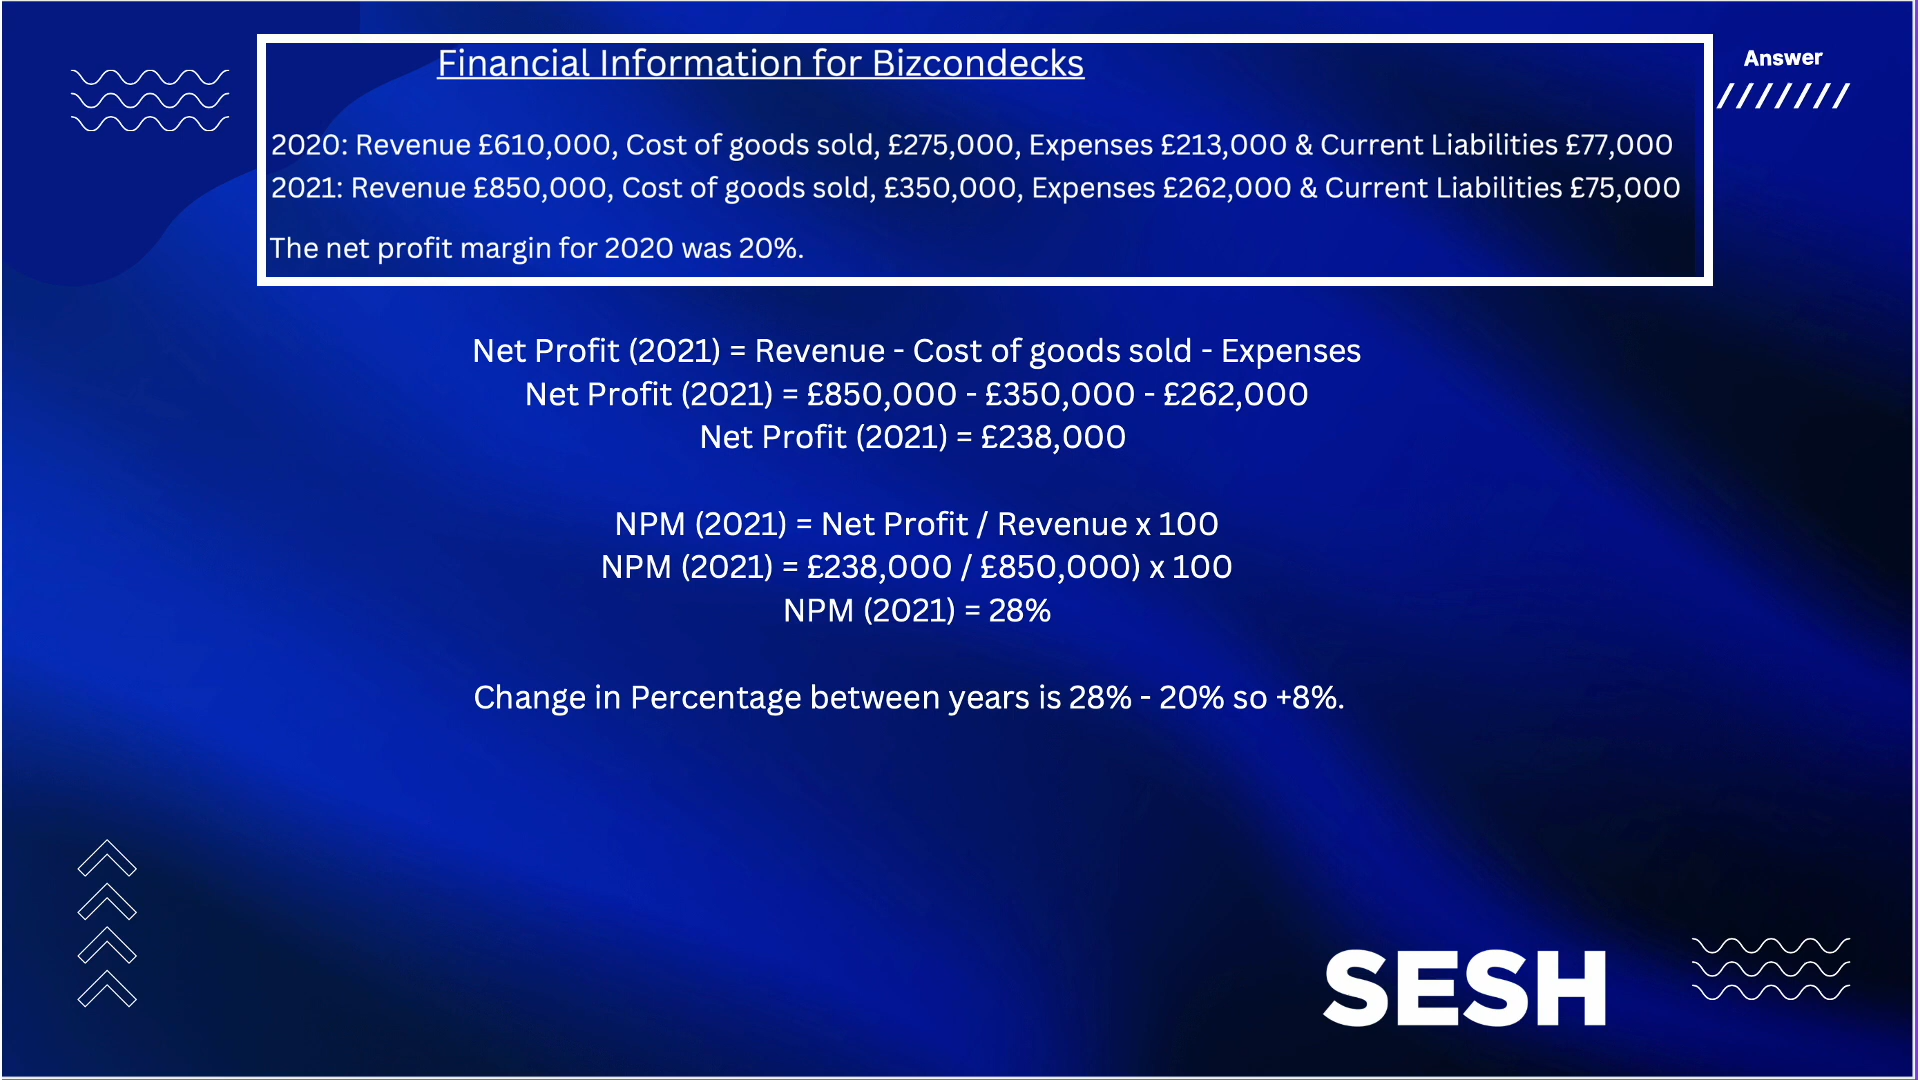 Financial Information for Bizcondecks
Answer
2020: Revenue £610,000, Cost of goods sold, £275,000, Expenses £213,000 & Current Liabilities £77,000
2021: Revenue £850,000, Cost of goods sold, £350,000, Expenses £262,000 & Current Liabilities £75,000
The net profit margin for 2020 was 20%.
Net Profit (2021) = Revenue - Cost of goods sold - Expenses
Net Profit (2021) = £850,000 - £350,000 - £262,000
Net Profit (2021) = £238,000
NPM (2021) = Net Profit / Revenue x 100
NPM (2021) = £238,000 / £850,000) x 100
NPM (2021) = 28%
Change in Percentage between years is 28% - 20% so +8%.
SESH